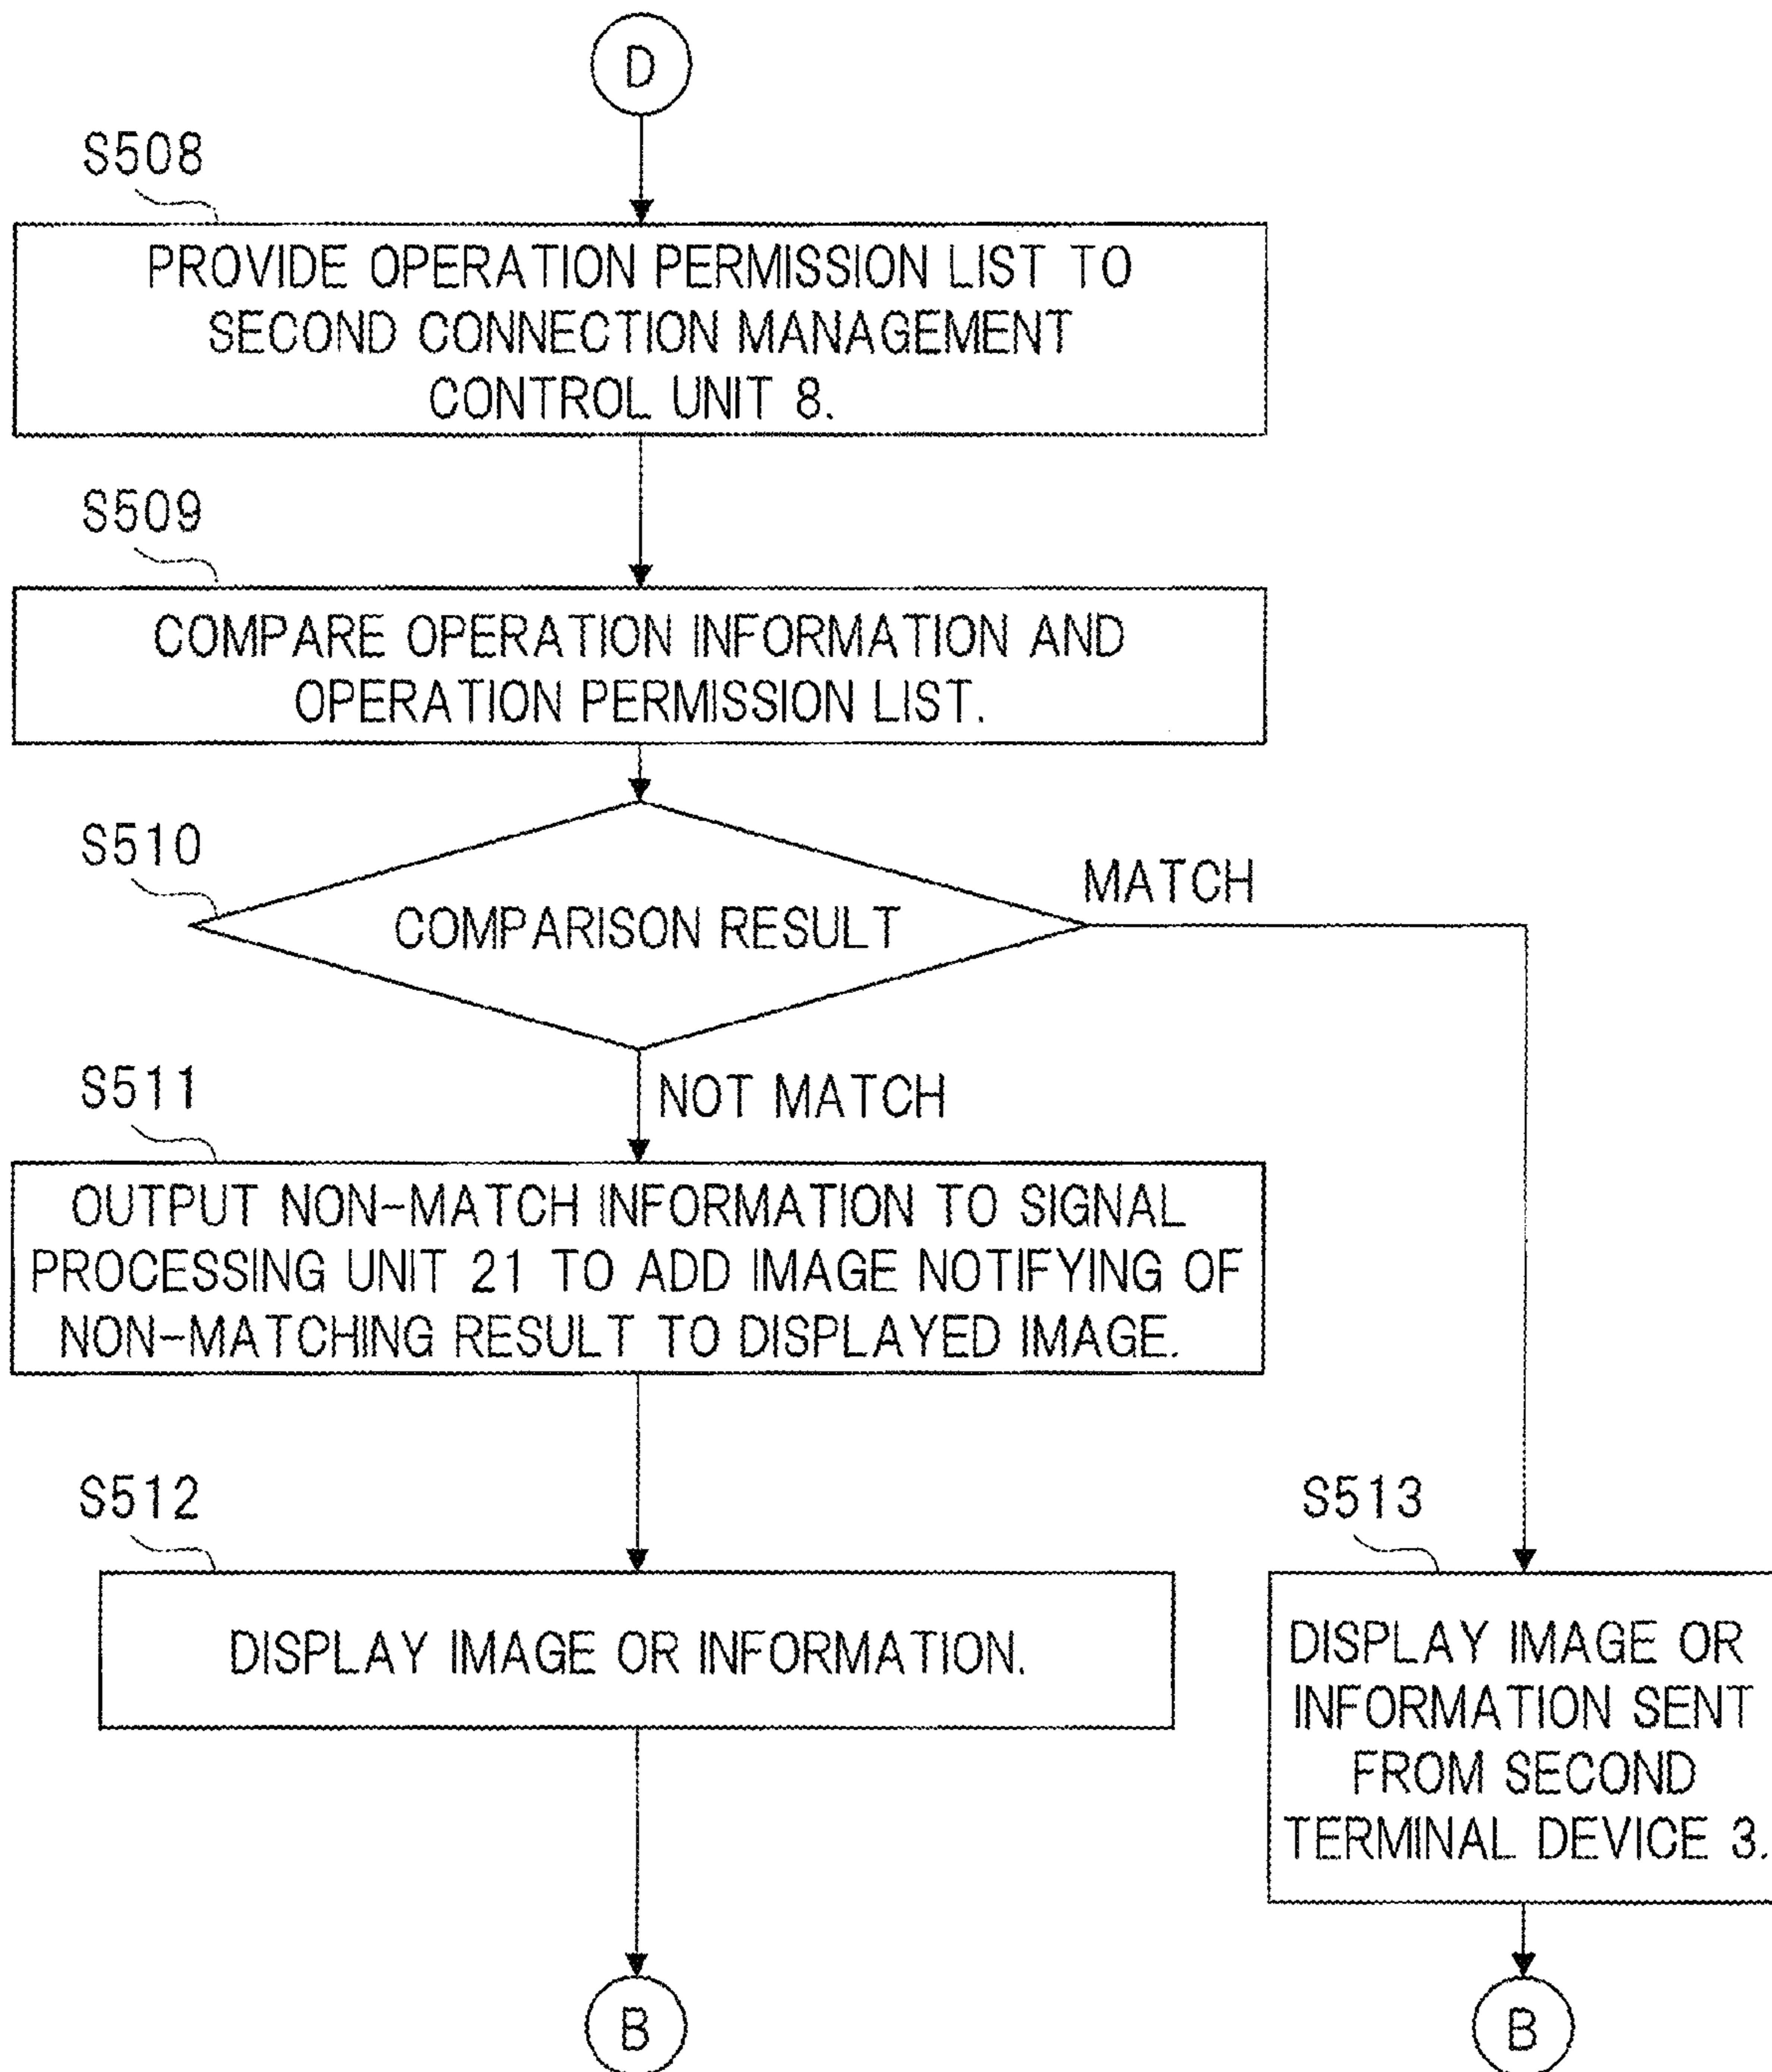 D
S508
PROVIDE OPERATION PERMISSION LIST TO
SECOND CONNECTION MANAGEMENT
CONTROL UNIT 8.
S509
COMPARE OPERATION INFORMATION AND
OPERATION PERMISSION LIST.
S510
COMPARISON RESULT
MATCH
NOT MATCH
S511
OUTPUT NON-MATCH INFORMATION TO SIGNAL
PROCESSING UNIT 21 TO ADD IMAGE NOTIFYING OF
NON-MATCHING RESULT TO DISPLAYED IMAGE.
S512
DISPLAY IMAGE OR INFORMATION.
S513
DISPLAY IMAGE OR
INFORMATION SENT
FROM SECOND
TERMINAL DEVICE 3.
B
B